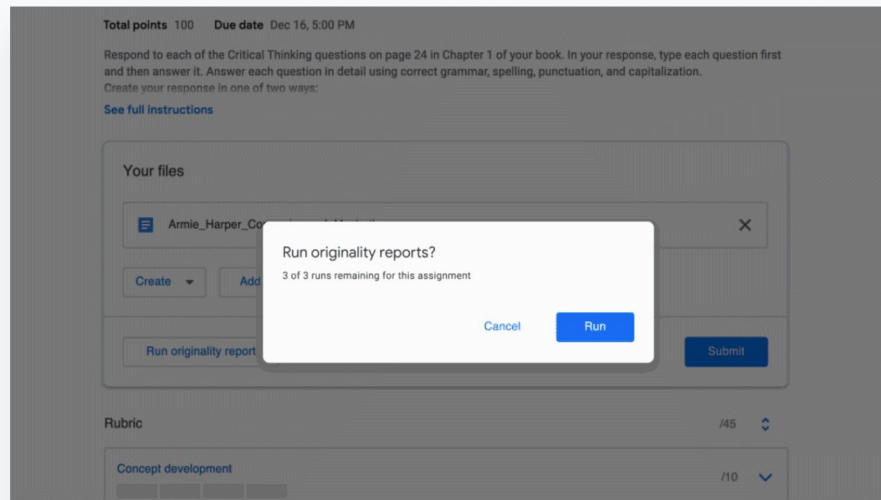 Total points 100 Due date Dec 16, 5:00 PM
Respond to each of the Critical Thinking questions on page 24 in Chapter 1 of your book. In your response, type each question first
and then answer it. Answer each question in detail using correct grammar, spelling, punctuation, and capitalization.
Create your response in one of two ways:
See full instructions
Your files
Armie_Harper_
Run originality reports?
3 of 3 runs remaining for this assignment
Create Add
Cancel Run
Run originality report
Submit
Rubric /45
Concept development /10